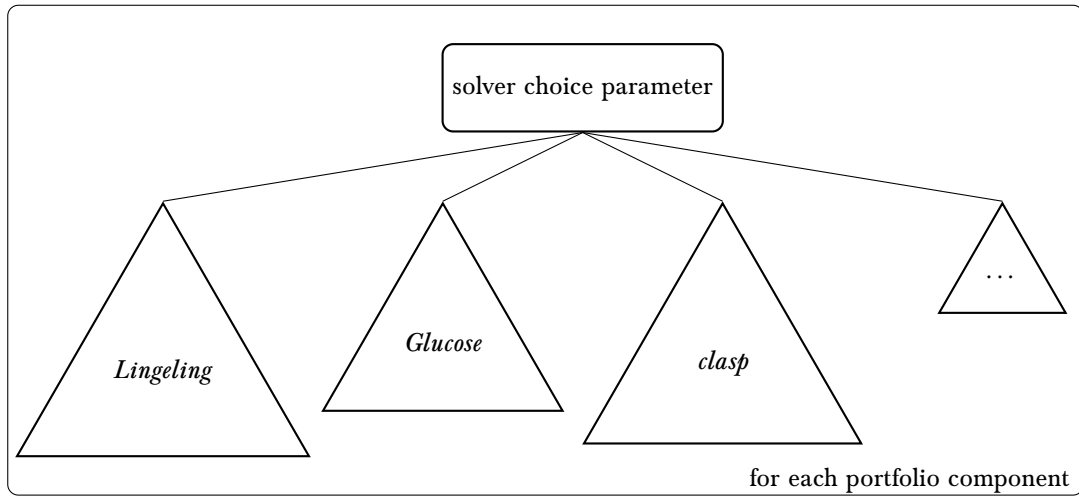 solver choice parameter
...
Glucose
clasp
Lingeling
for each portfolio component